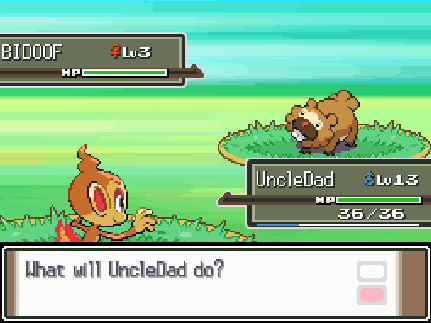 BIDOOF ♀Lv3
HP
UncleDad ♂Lv13
HP
36/36
What will UncleDad do?